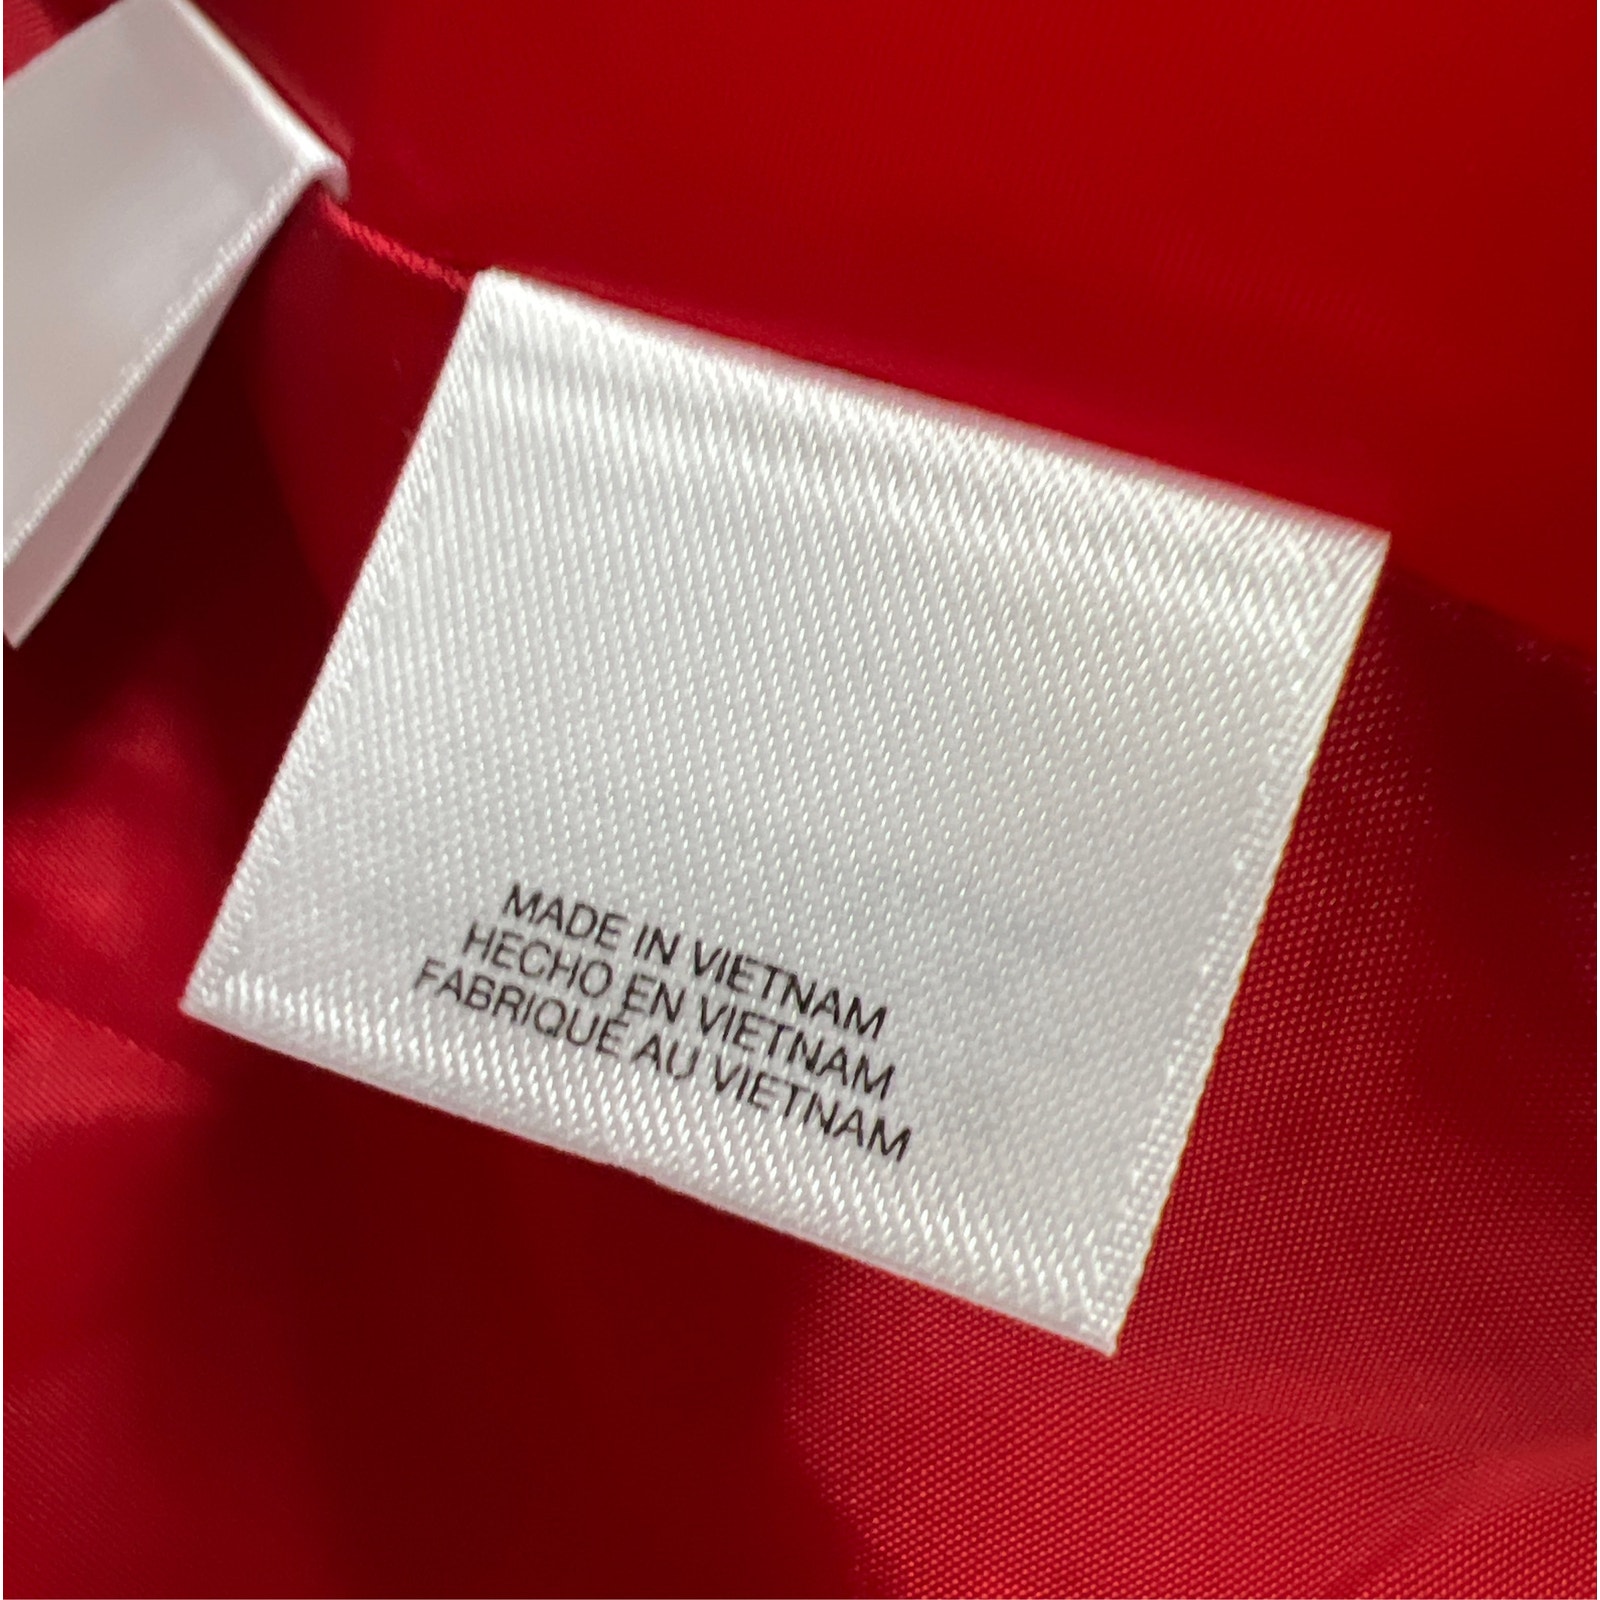 MADE IN VIETNAM
HECHO EN VIETNAM
FABRIQUÉ AU VIETNAM